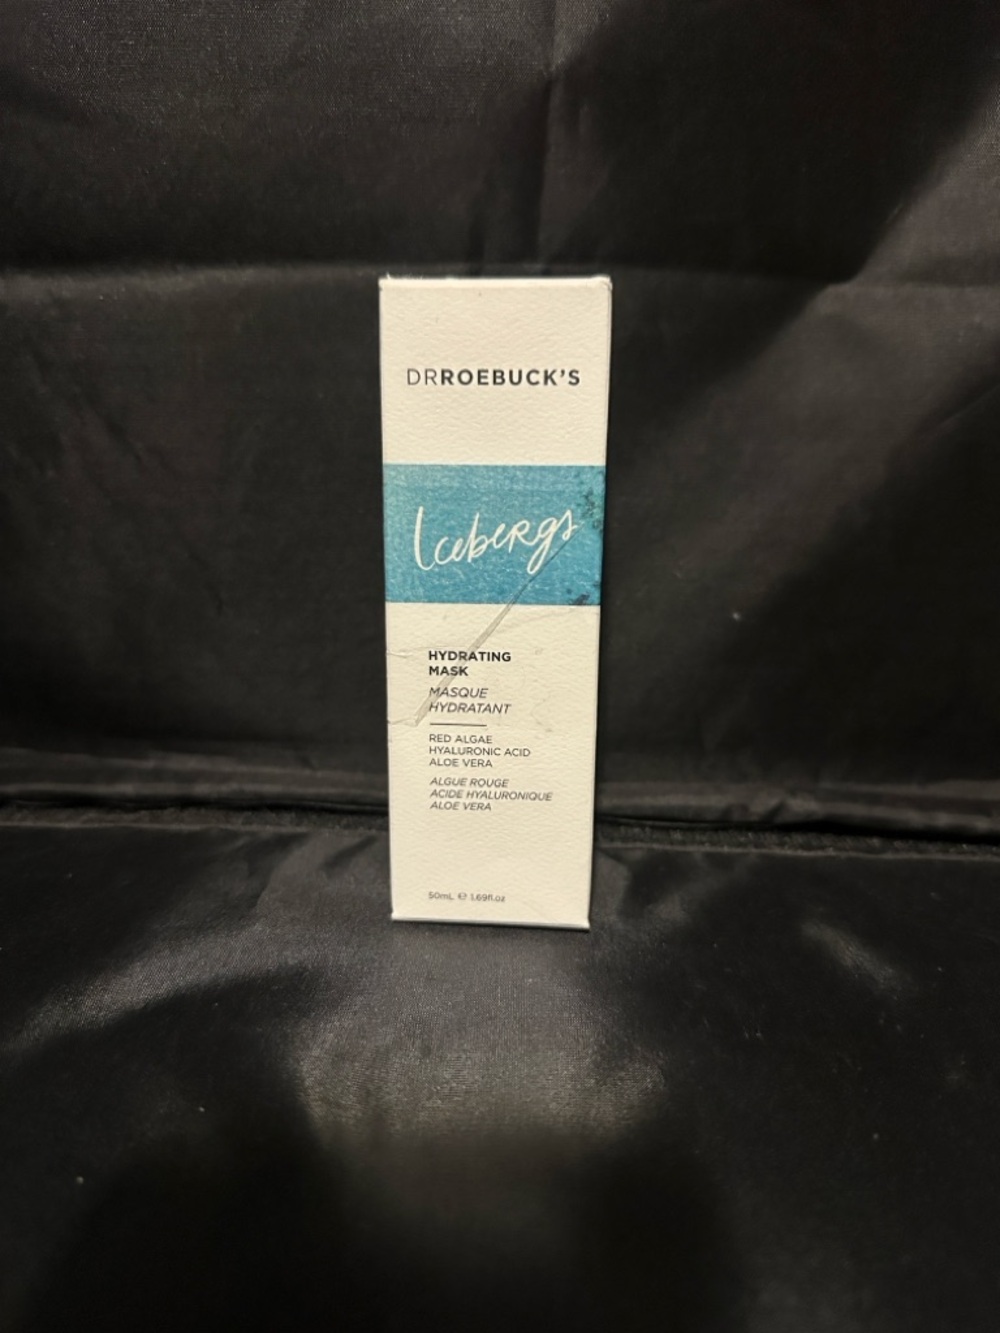 DRROEBUCK'S
Icebergs
HYDRATING
MASK
MASQUE
HYDRATANT
RED ALGAE
HYALURONIC ACID
ALOE VERA
ALGUE ROUGE
ACIDE HYALURONIQUE
ALOE VERA
50mL ℮ 1.69fl.oz